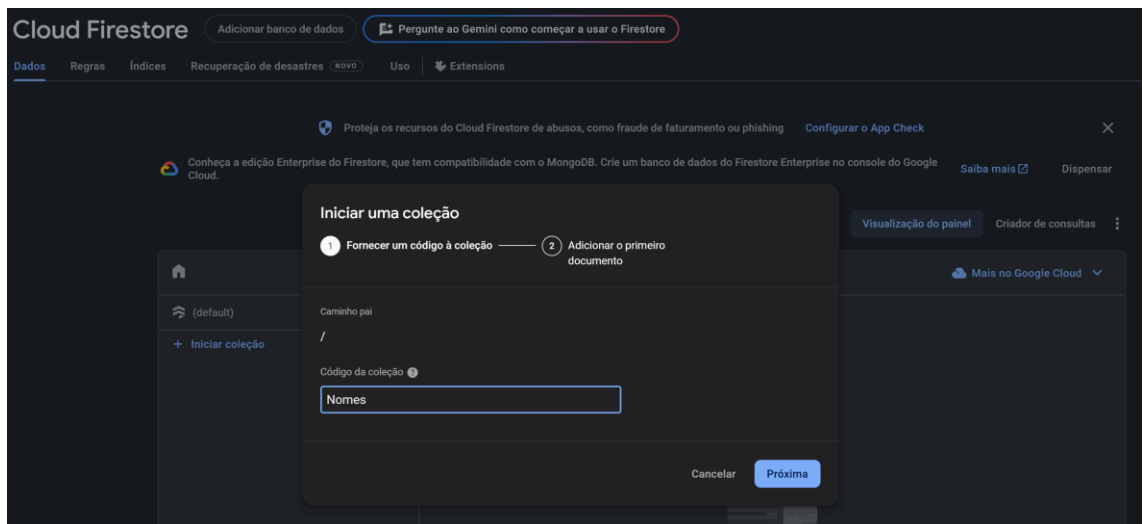 Cloud Firestore
Adicionar banco de dados
Pergunte ao Gemini como começar a usar o Firestore
Dados Regras Índices Recuperação de desastres NOVO Uso Extensions
Proteja os recursos do Cloud Firestore de abusos, como fraude de faturamento ou phishing Configurar o App Check
Conheça a edição Enterprise do Firestore, que tem compatibilidade com o MongoDB. Crie um banco de dados do Firestore Enterprise no console do Google
Cloud.
Saiba mais Dispensar
Visualização do painel Criador de consultas
Mais no Google Cloud
(default)
+ Iniciar coleção
Iniciar uma coleção
1 Fornecer um código à coleção
2 Adicionar o primeiro
documento
Caminho pai
/
Código da coleção ?
Nomes
Cancelar Próxima